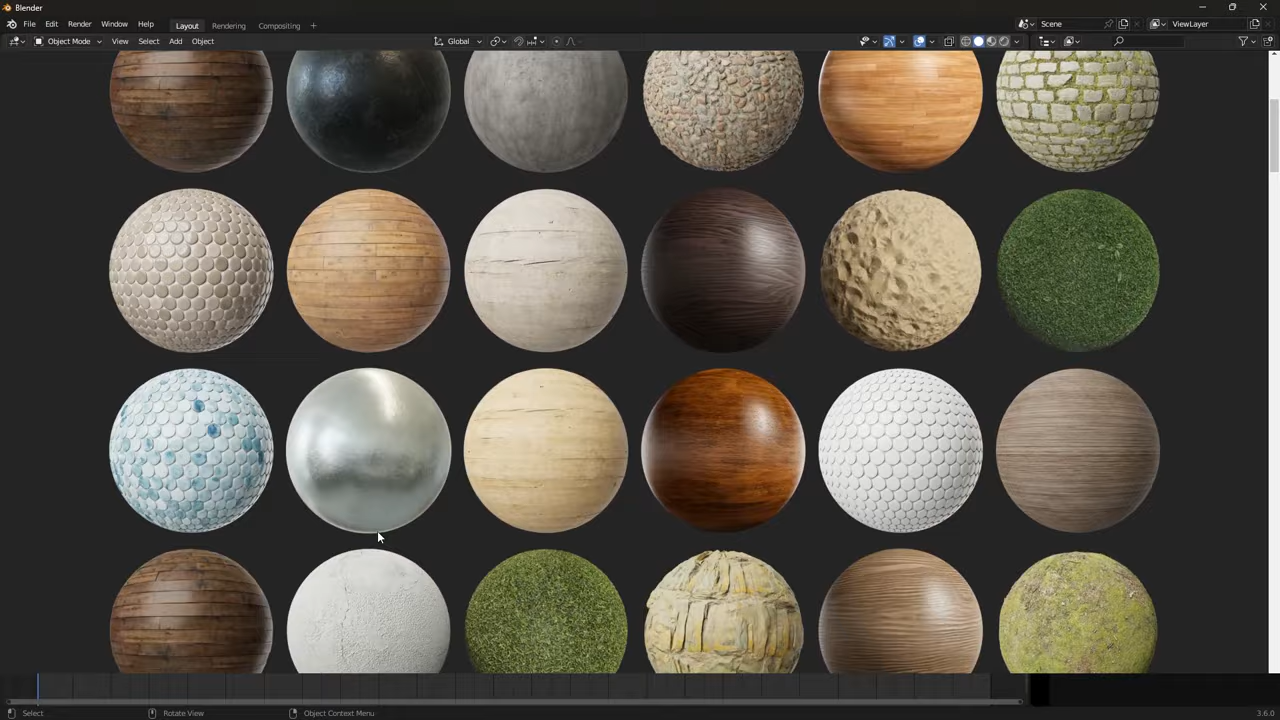 Blender
File Edit Render Window Help Layout Rendering Compositing + Scene ViewLayer
Object Mode View Select Add Object Global
Select Rotate View Object Context Menu 3.6.0